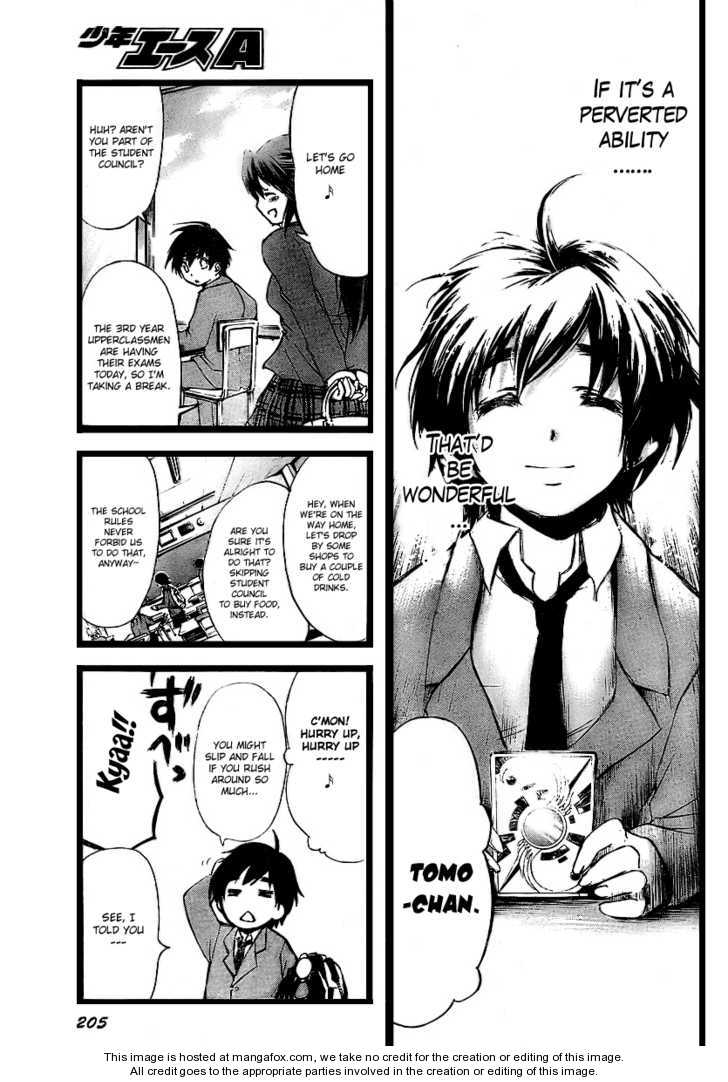 IF IT'S A
PERVERTED
ABILITY
.......
THAT'D
BE
WONDERFUL
...
TOMO
-CHAN.
少年エースA
LET'S GO
HOME
♪
HUH? AREN'T
YOU PART OF
THE STUDENT
COUNCIL?
THE 3RD YEAR
UPPERCLASSMEN
ARE HAVING
THEIR EXAMS
TODAY, SO I'M
TAKING A BREAK.
HEY, WHEN
WE'RE ON THE
WAY HOME,
LET'S DROP
BY SOME
SHOPS TO
BUY A COUPLE
OF COLD
DRINKS.
ARE YOU
SURE IT'S
ALRIGHT TO
DO THAT?
SKIPPING
STUDENT
COUNCIL
TO BUY FOOD,
INSTEAD.
THE SCHOOL
RULES
NEVER
FORBID US
TO DO THAT,
ANYWAY~
C'MON!
HURRY UP,
HURRY UP
-----
♪
YOU MIGHT
SLIP AND FALL
IF YOU RUSH
AROUND SO
MUCH...
ずべっ
Kyaa!!
SEE, I
TOLD YOU
---
205
This image is hosted at mangafox.com, we take no credit for the creation or editing of this image.
All credit goes to the appropriate parties involved in the creation or editing of this image.